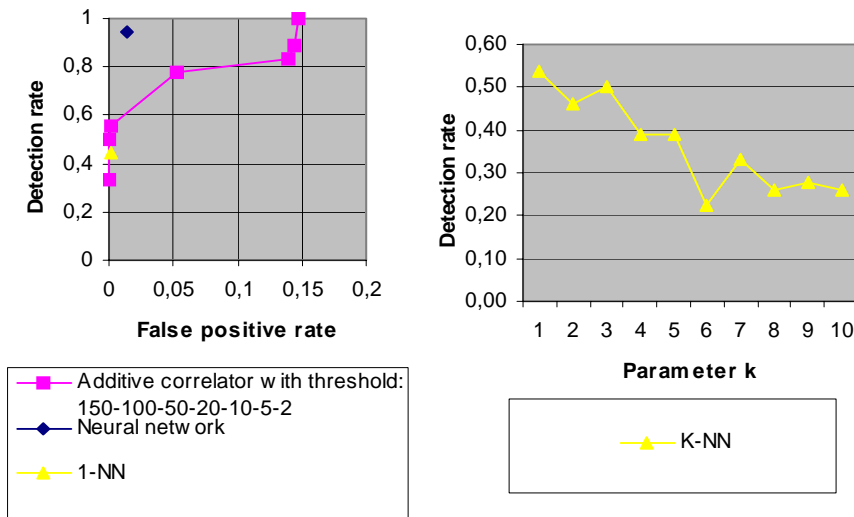 1
0,8
0,6
0,4
0,2
0
Detection rate
0 0,05 0,1 0,15 0,2
False positive rate
Additive correlator with threshold:
150-100-50-20-10-5-2
Neural network
1-NN
0,60
0,50
0,40
0,30
0,20
0,10
0,00
Detection rate
1 2 3 4 5 6 7 8 9 10
Parameter k
K-NN